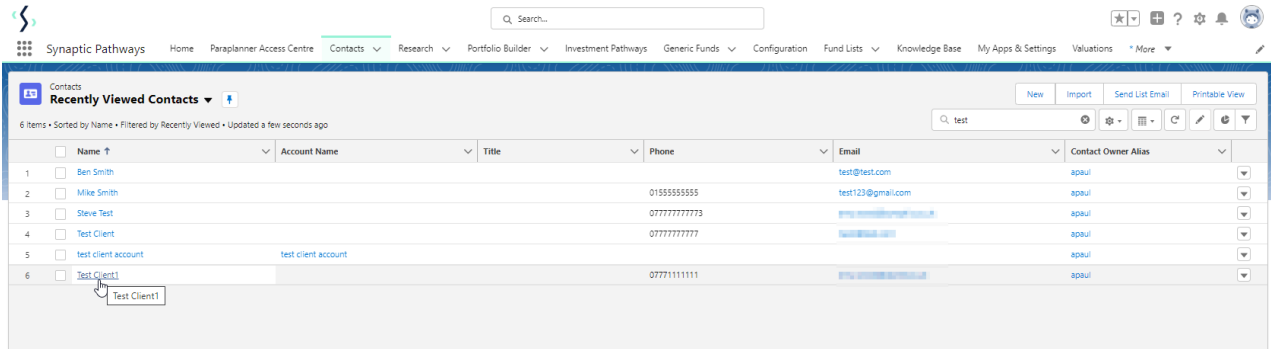 Search...
Synaptic Pathways Home Paraplanner Access Centre Contacts Research Portfolio Builder Investment Pathways Generic Funds Configuration Fund Lists Knowledge Base My Apps & Settings Valuations * More
Contacts
Recently Viewed Contacts
New Import Send List Email Printable View
6 items • Sorted by Name • Filtered by Recently Viewed • Updated a few seconds ago
test
Name ↑ Account Name Title Phone Email Contact Owner Alias
1 Ben Smith test@test.com apaul
2 Mike Smith 01555555555 test123@gmail.com apaul
3 Steve Test 077777777773 apaul
4 Test Client 07777777777 apaul
5 test client account test client account apaul
6 Test Client1 07771111111 apaul
Test Client1